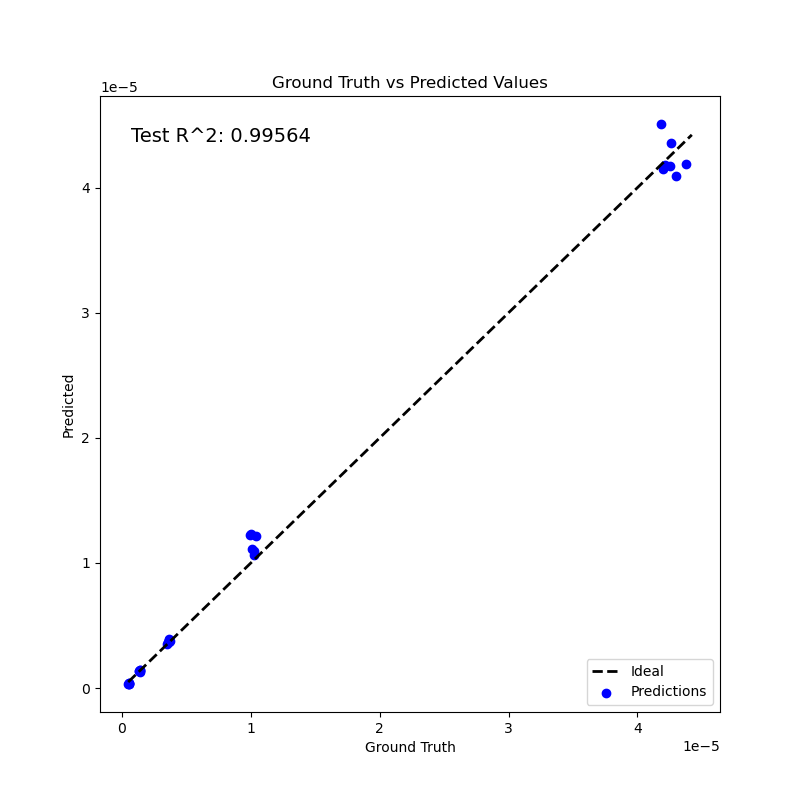 Ground Truth vs Predicted Values
1e−5
Test R^2: 0.99564
4
3
2
1
0
Predicted
Ideal
Predictions
0 1 2 3 4
Ground Truth
1e−5